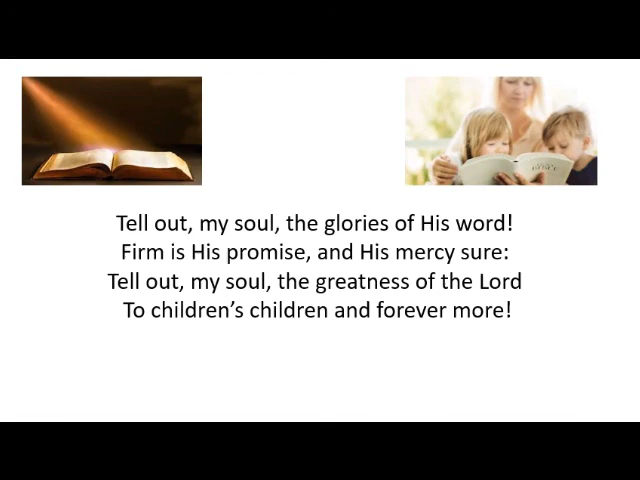 Tell out, my soul, the glories of His word!
Firm is His promise, and His mercy sure:
Tell out, my soul, the greatness of the Lord
To children’s children and forever more!